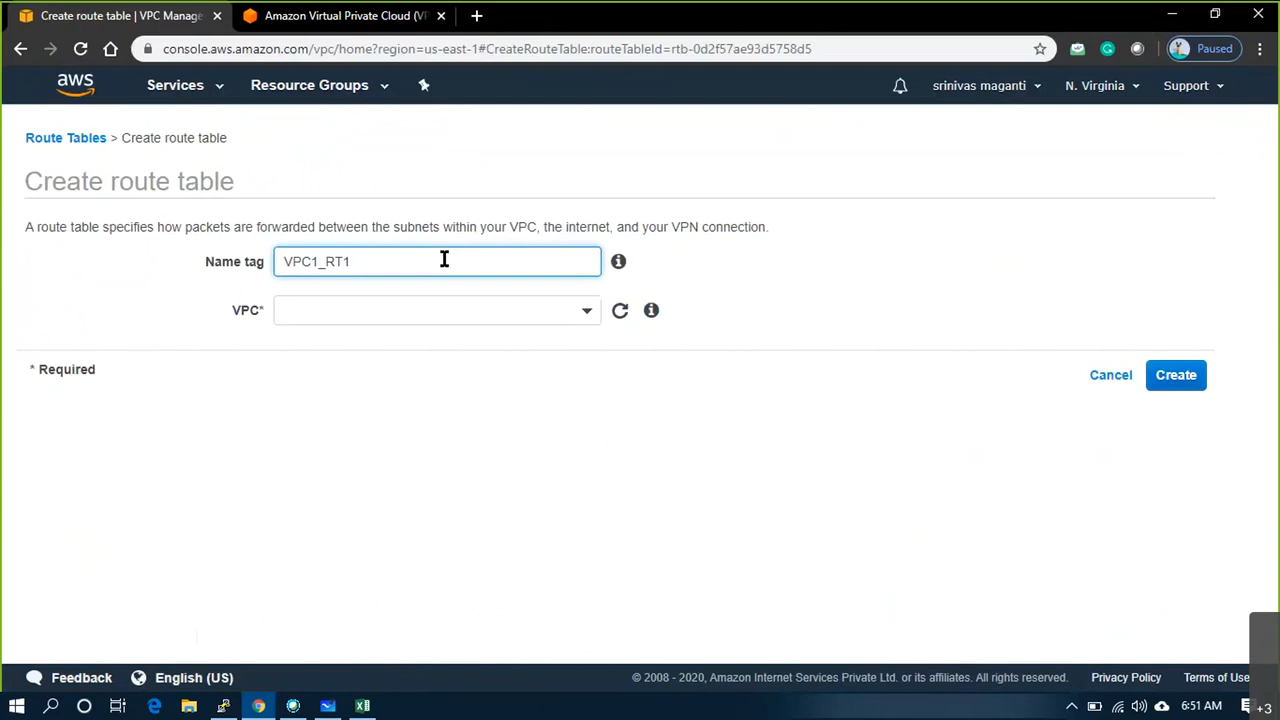 Create route table | VPC Manage
Amazon Virtual Private Cloud (VP
console.aws.amazon.com/vpc/home?region=us-east-1#CreateRouteTable:routeTableId=rtb-0d2f57ae93d5758d5
Paused
aws
Services
Resource Groups
srinivas maganti
N. Virginia
Support
Route Tables > Create route table
Create route table
A route table specifies how packets are forwarded between the subnets within your VPC, the internet, and your VPN connection.
Name tag
VPC1_RT1
VPC*
* Required
Cancel
Create
Feedback
English (US)
© 2008 - 2020, Amazon Internet Services Private Ltd. or its affiliates. All rights reserved.
Privacy Policy
Terms of Use
6:51 AM
+3